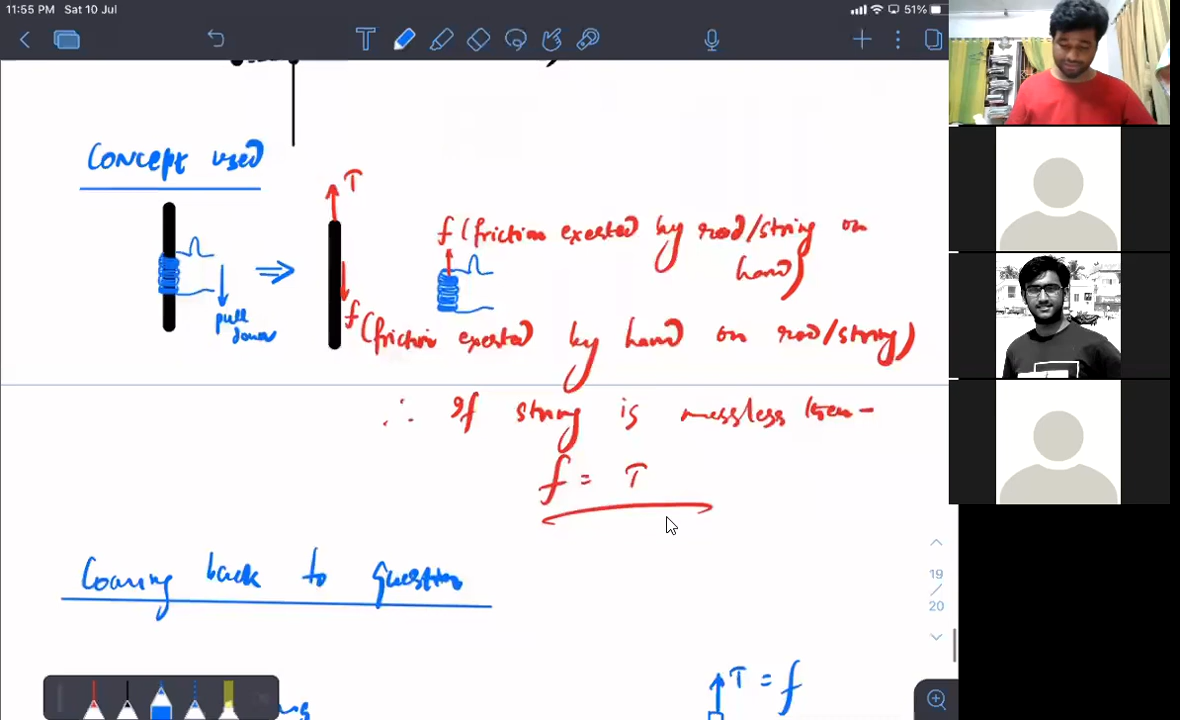 11:55 PM Sat 10 Jul
51%
Concept used
T
f (friction exerted by rod/string on
hand)
pull
down
f (friction exerted by hand on rod/string)
∴ If string is massless then -
f = T
Coming back to question
19
/
20
T = f